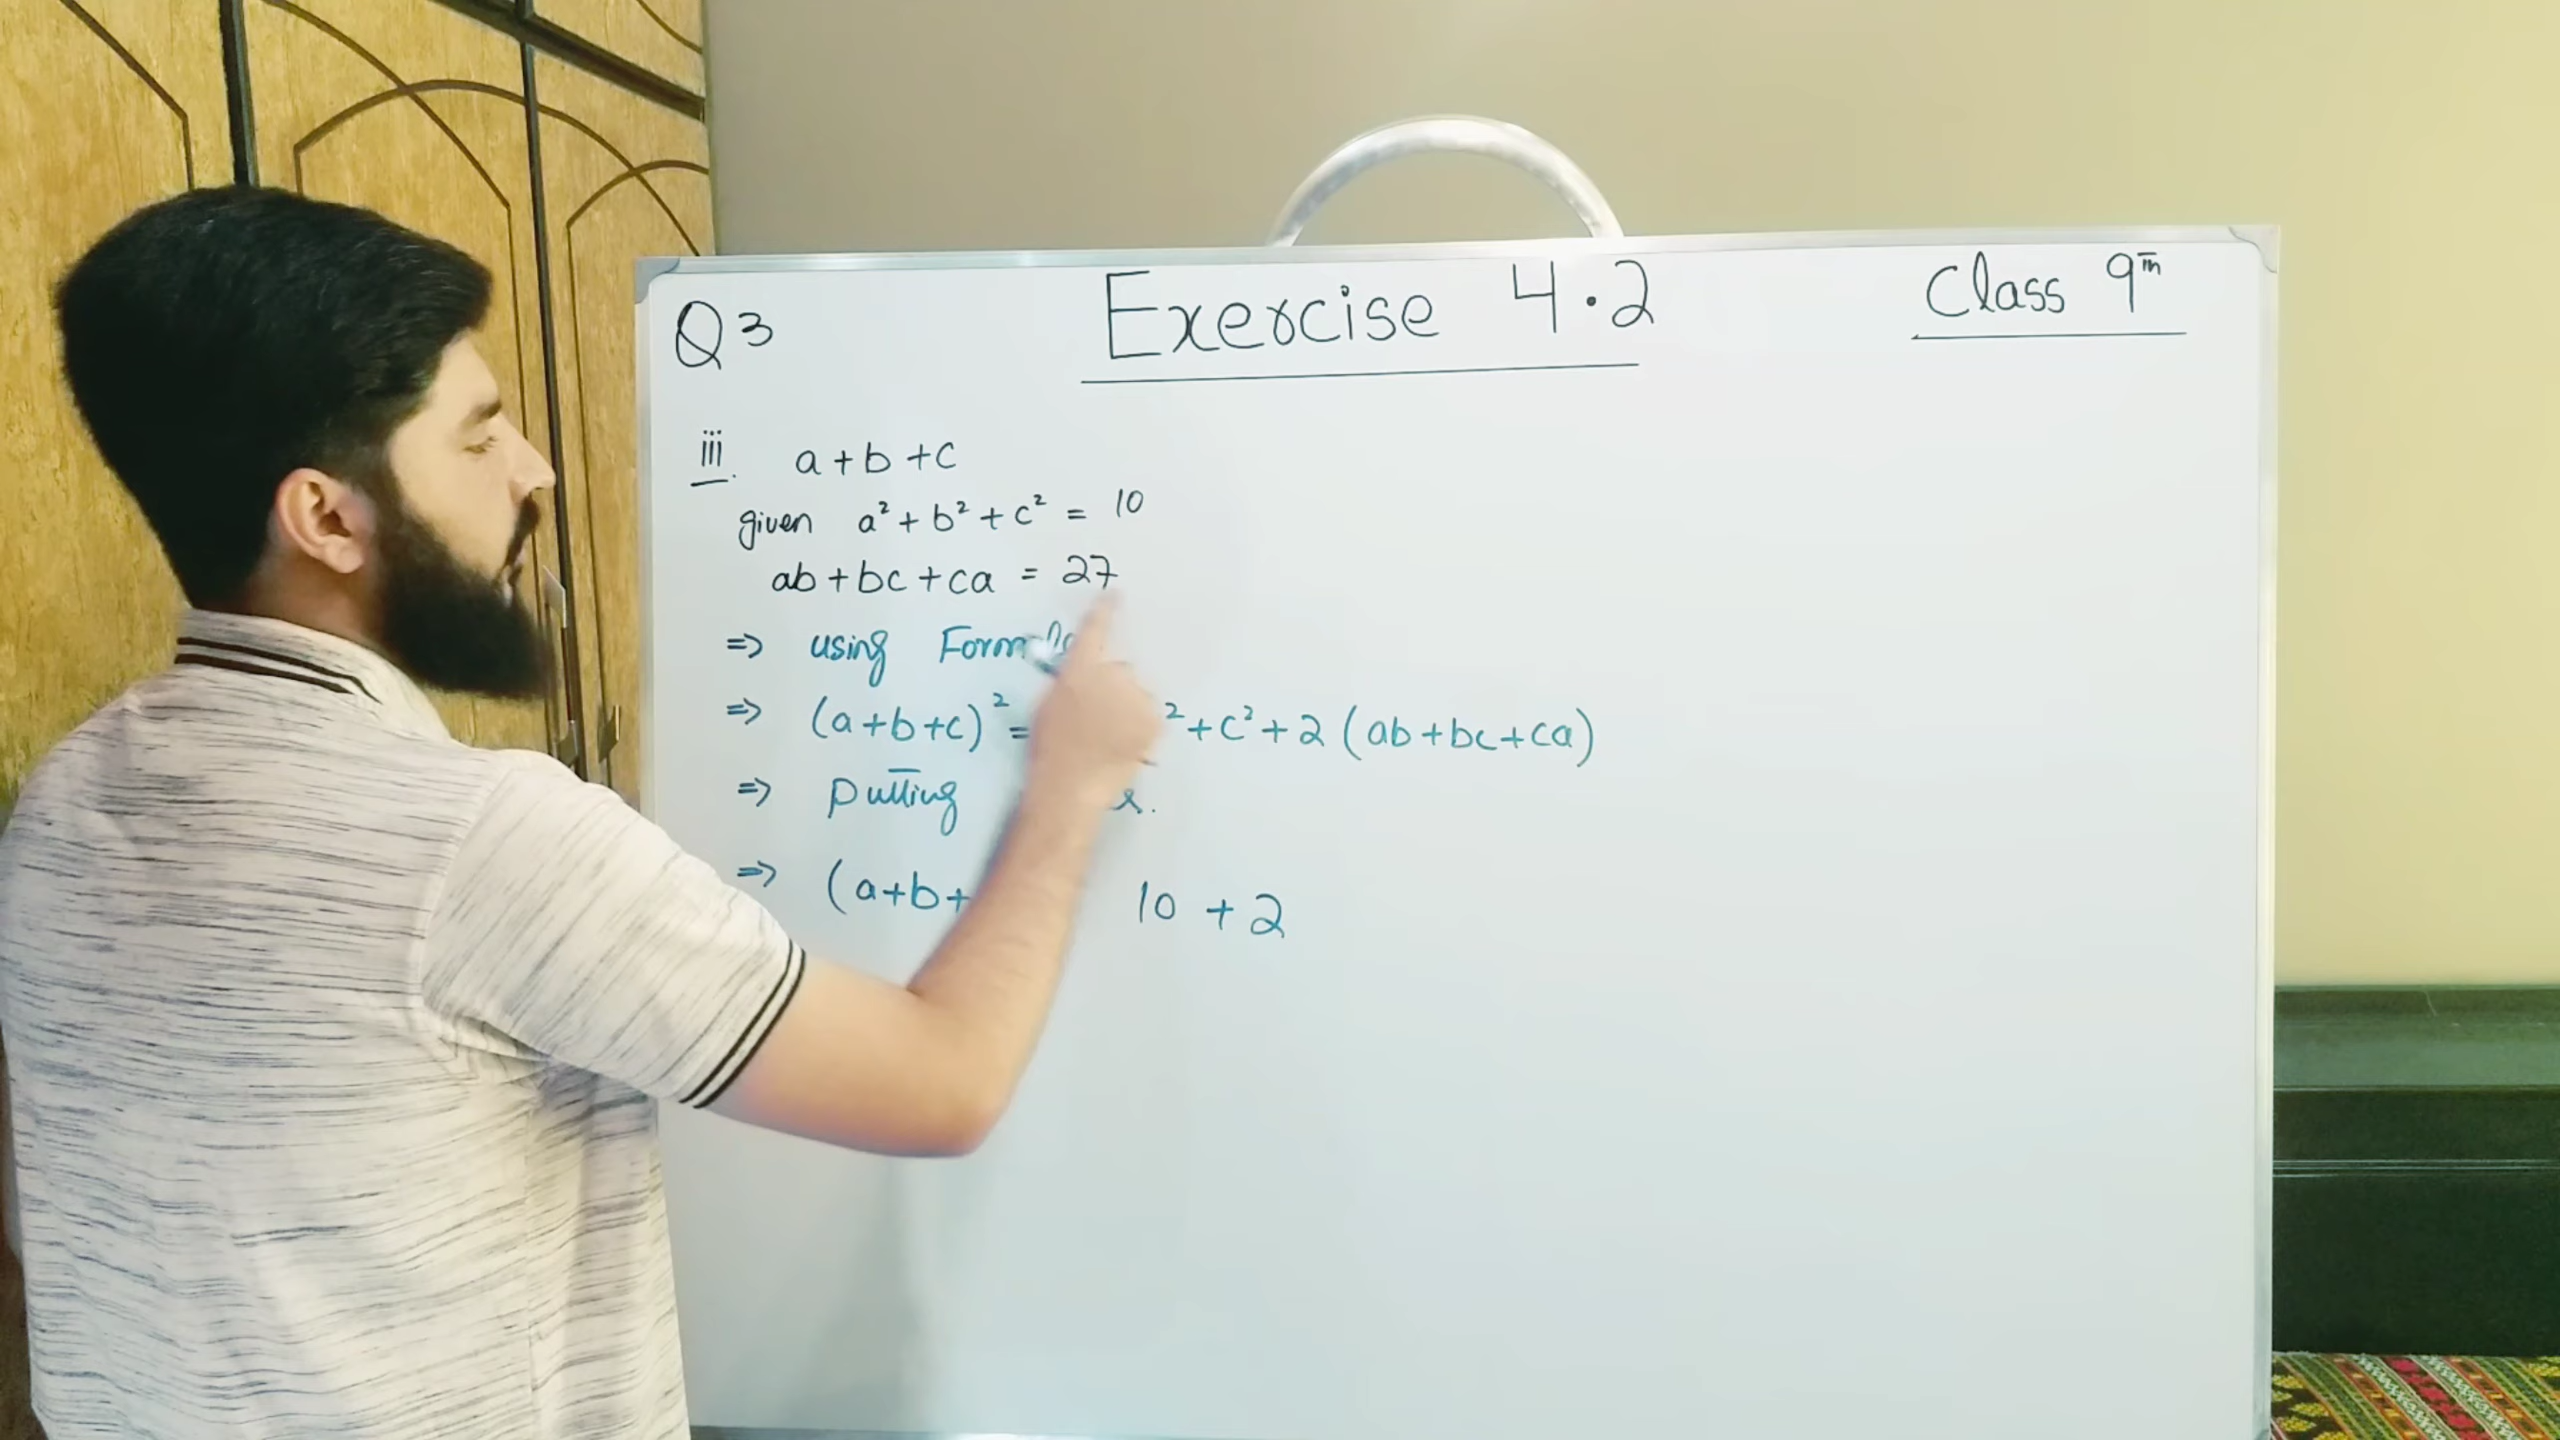 Q3 Exercise 4.2 Class 9th
iii. a+b+c
given a²+b²+c² = 10
ab+bc+ca = 27
⇒ using
⇒ (a+b+c)² = ²+c²+2(ab+bc+ca)
⇒ putting
⇒ (a+b+ 10 + 2